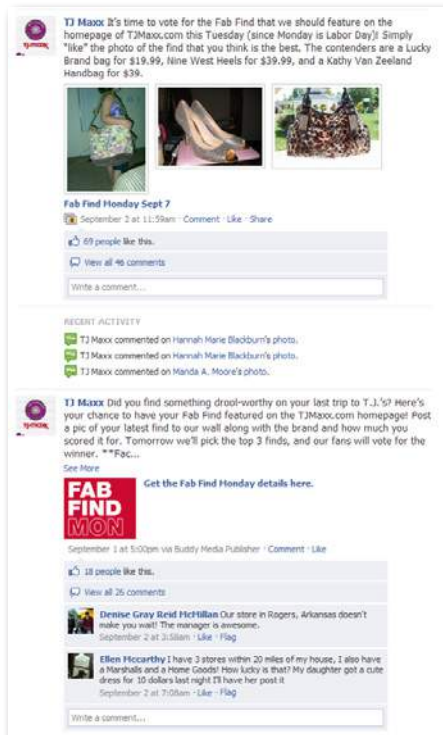 TJ Maxx It's time to vote for the Fab Find that we should feature on the
homepage of TJMaxx.com this Tuesday (since Monday is Labor Day)! Simply
"like" the photo of the find that you think is the best. The contenders are a Lucky
Brand bag for $19.99, Nine West Heels for $39.99, and a Kathy Van Zeeland
Handbag for $39.
Fab Find Monday Sept 7
September 2 at 11:59am · Comment · Like · Share
69 people like this.
View all 46 comments
Write a comment...
RECENT ACTIVITY
TJ Maxx commented on Hannah Marie Blackburn's photo.
TJ Maxx commented on Hannah Marie Blackburn's photo.
TJ Maxx commented on Manda A. Moore's photo.
TJ Maxx Did you find something drool-worthy on your last trip to T.J.'s? Here's
your chance to have your Fab Find featured on the TJMaxx.com homepage! Post
a pic of your latest find to our wall along with the brand and how much you
scored it for. Tomorrow we'll pick the top 3 finds, and our fans will vote for the
winner. **Fac...
See More
FAB
FIND
MON
Get the Fab Find Monday details here.
September 1 at 5:00pm via Buddy Media Publisher · Comment · Like
18 people like this.
View all 26 comments
Denise Gray Reid McMillan Our store in Rogers, Arkansas doesn't
make you wait! The manager is awesome.
September 2 at 3:58am · Like · Flag
Ellen Mccarthy I have 3 stores within 20 miles of my house, I also have
a Marshalls and a Home Goods! How lucky is that? My daughter got a cute
dress for 10 dollars last night I'll have her post it
September 2 at 7:08am · Like · Flag
Write a comment...